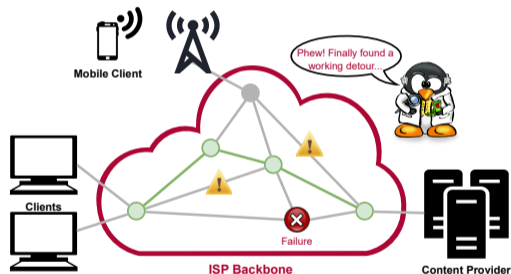 Phew! Finally found a
working detour...
Mobile Client
Clients
Failure
ISP Backbone
Content Provider